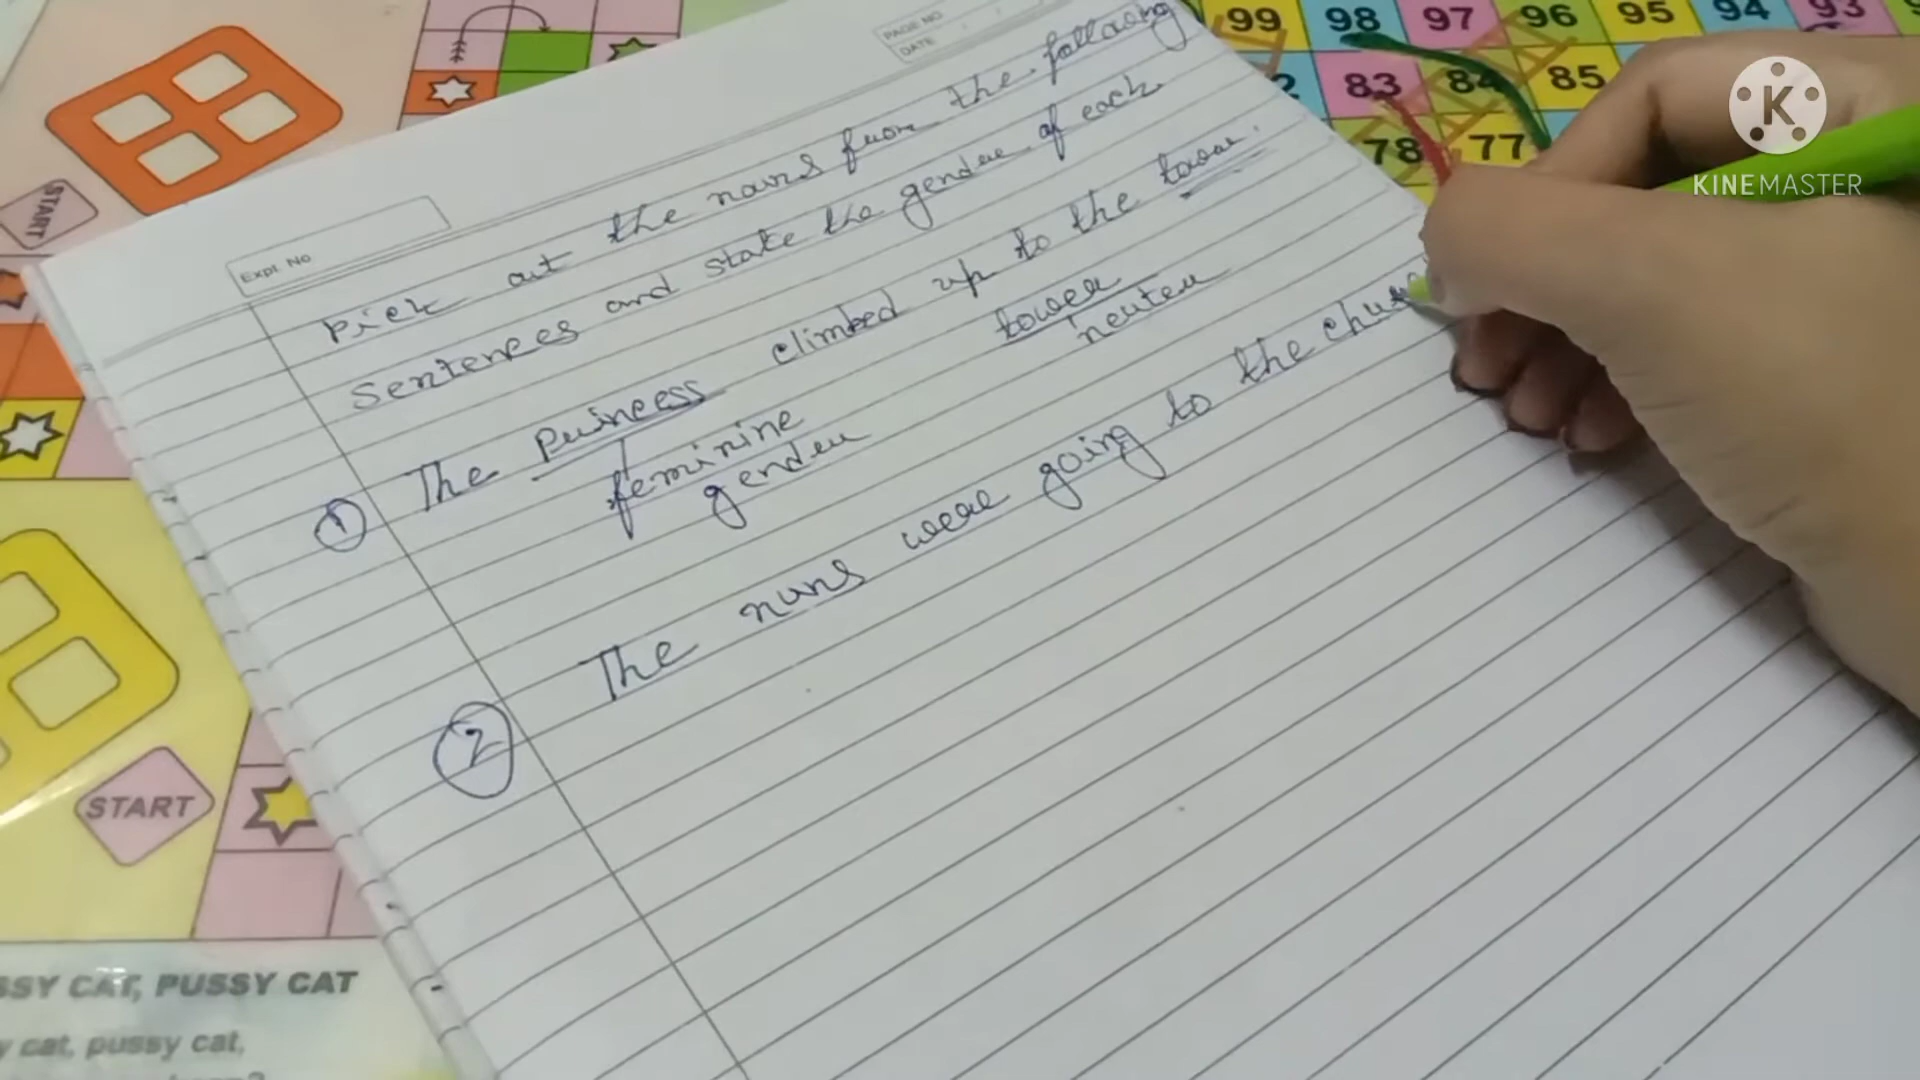 99 98 97 96 95 94 93
83 84 85
78 77
PAGE NO
DATE
Expl. No
Pick out the nouns from the following
Sentences and state the gender of each
① The Princess climbed up to the tower.
feminine gender
tower
neuter
② The nuns were going to the chur
START
START
SSY CAT, PUSSY CAT
y cat, pussy cat,
KINEMASTER